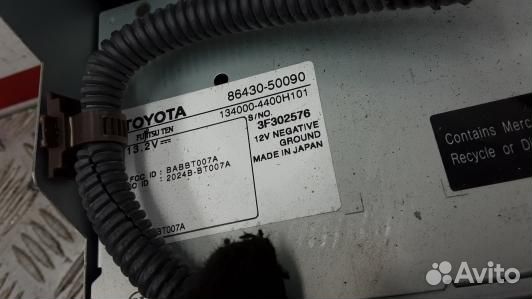 TOYOTA
86430-50090
134000-4400H101
FUJITSU TEN
13.2V
S/NO.
3F302576
12V NEGATIVE
GROUND
MADE IN JAPAN
FCC ID : BABBT007A
ID : 2024B-BT007A
BT007A
Contains Merc
Recycle or Di
Avito